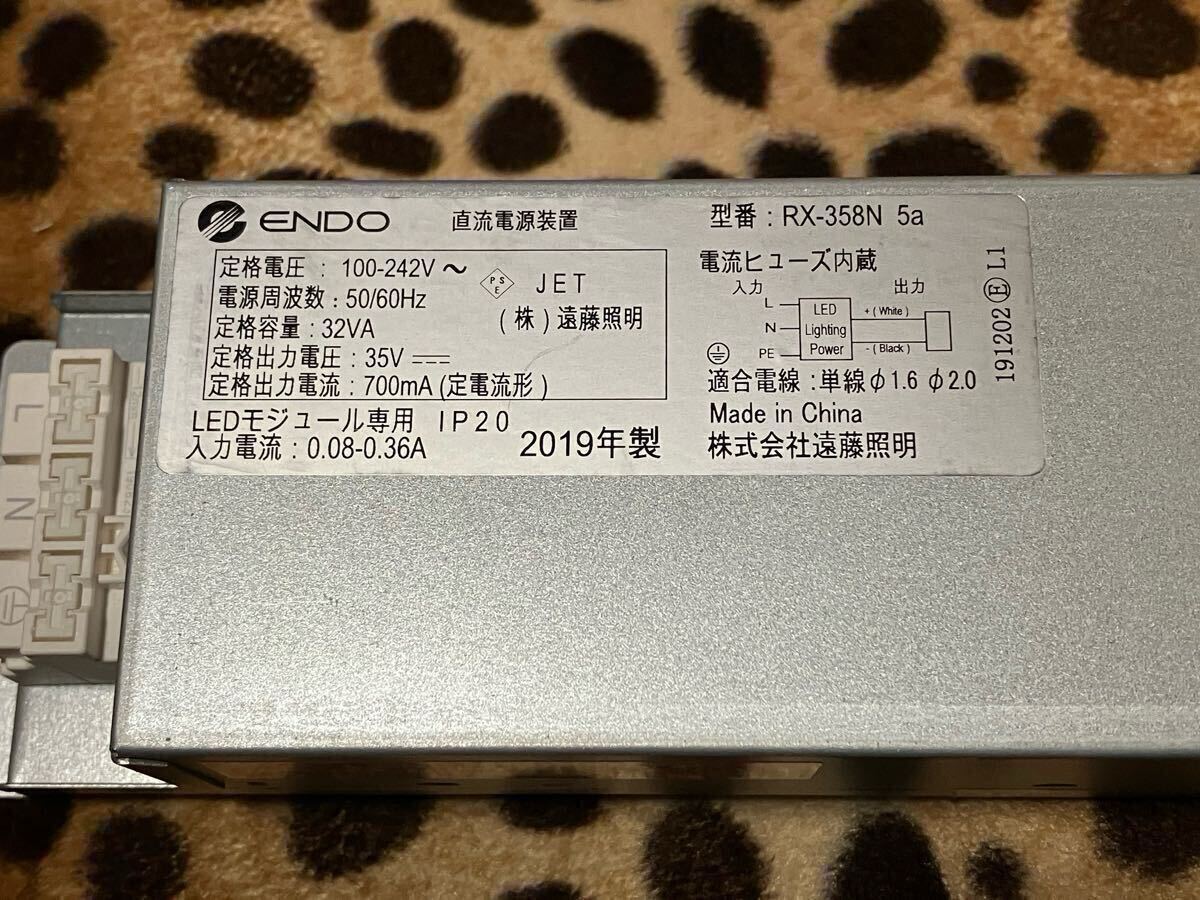 ENDO 直流電源装置 型番：RX-358N 5a
定格電圧：100-242V～
電源周波数：50/60Hz
定格容量：32VA
定格出力電圧：35V
定格出力電流：700mA (定電流形)
PS
E
JET
(株)遠藤照明
LEDモジュール専用 IP20
入力電流：0.08-0.36A
2019年製
電流ヒューズ内蔵
入力 出力
L
N
PE
LED
Lighting
Power
+ ( White )
- ( Black )
適合電線：単線φ1.6 φ2.0
Made in China
株式会社遠藤照明
191202 E L1
L
N